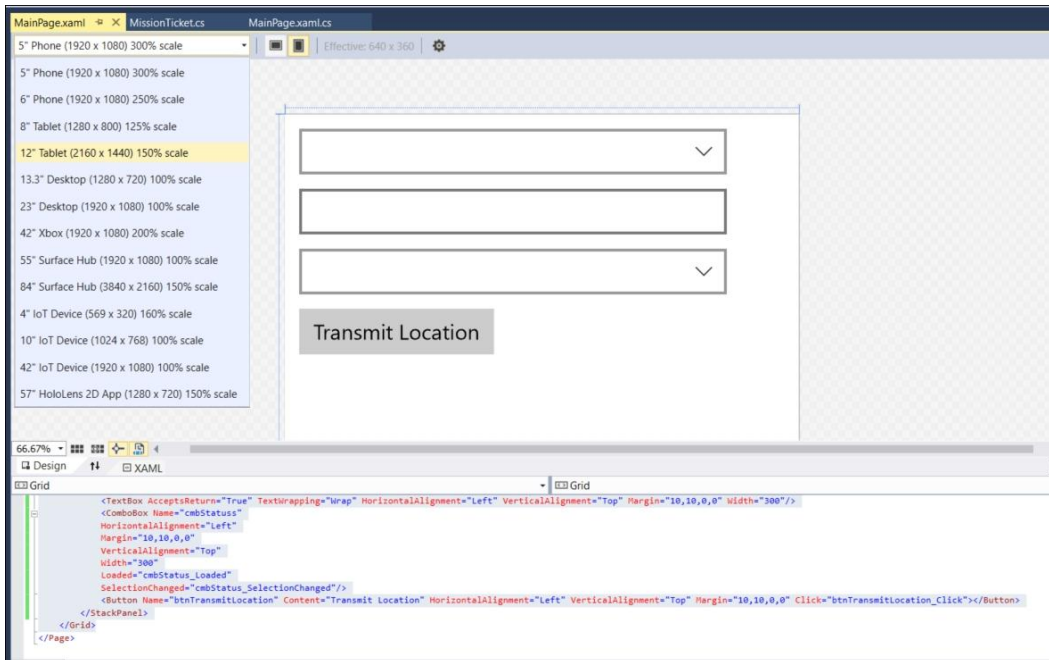 MainPage.xaml MissionTicket.cs MainPage.xaml.cs
5" Phone (1920 x 1080) 300% scale Effective: 640 x 360
5" Phone (1920 x 1080) 300% scale
6" Phone (1920 x 1080) 250% scale
8" Tablet (1280 x 800) 125% scale
12" Tablet (2160 x 1440) 150% scale
13.3" Desktop (1280 x 720) 100% scale
23" Desktop (1920 x 1080) 100% scale
42" Xbox (1920 x 1080) 200% scale
55" Surface Hub (1920 x 1080) 100% scale
84" Surface Hub (3840 x 2160) 150% scale
4" IoT Device (569 x 320) 160% scale
10" IoT Device (1024 x 768) 100% scale
42" IoT Device (1920 x 1080) 100% scale
57" HoloLens 2D App (1280 x 720) 150% scale
Transmit Location
66.67%
Design XAML
Grid Grid
<TextBox AcceptsReturn="True" TextWrapping="Wrap" HorizontalAlignment="Left" VerticalAlignment="Top" Margin="10,10,0,0" Width="300"/>
<ComboBox Name="cmbStatuss"
HorizontalAlignment="Left"
Margin="10,10,0,0"
VerticalAlignment="Top"
Width="300"
Loaded="cmbStatus_Loaded"
SelectionChanged="cmbStatus_SelectionChanged"/>
<Button Name="btnTransmitLocation" Content="Transmit Location" HorizontalAlignment="Left" VerticalAlignment="Top" Margin="10,10,0,0" Click="btnTransmitLocation_Click"></Button>
</StackPanel>
</Grid>
</Page>